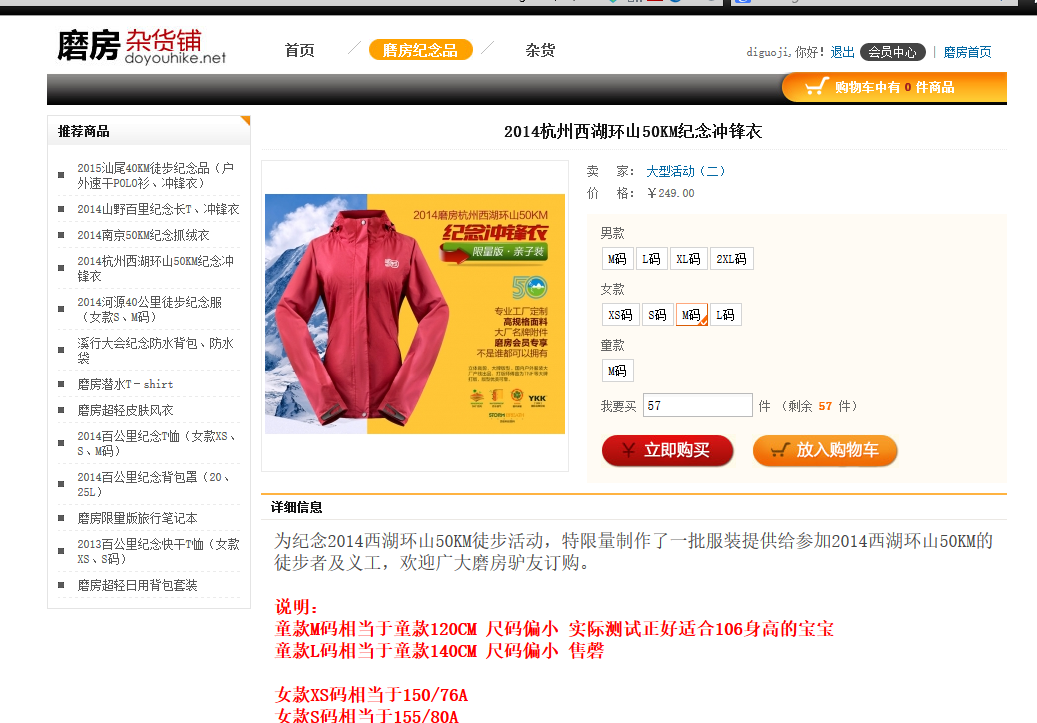 磨房杂货铺
doyouhike.net
首页
磨房纪念品
杂货
diguoji,你好! 退出 会员中心 | 磨房首页
购物车中有 0 件商品
推荐商品
2015汕尾40KM徒步纪念品（户
外速干POLO衫、冲锋衣）
2014山野百里纪念长T、冲锋衣
2014南京50KM纪念抓绒衣
2014杭州西湖环山50KM纪念冲
锋衣
2014河源40公里徒步纪念服
（女款S、M码）
溪行大会纪念防水背包、防水
袋
磨房潜水T－shirt
磨房超轻皮肤风衣
2014百公里纪念T恤（女款XS、
S、M码）
2014百公里纪念背包罩（20、
25L）
磨房限量版旅行笔记本
2013百公里纪念快干T恤（女款
XS、S码）
磨房超轻日用背包套装
2014杭州西湖环山50KM纪念冲锋衣
2014磨房杭州西湖环山50KM
纪念冲锋衣
限量版·亲子装
50
专业工厂定制
高规格面料
大厂名牌附件
磨房会员专享
不是谁都可以拥有
YKK
卖 家： 大型活动（二）
价 格： ￥249.00
男款
M码 L码 XL码 2XL码
女款
XS码 S码 M码 L码
童款
M码
我要买 57 件 （剩余 57 件）
立即购买
放入购物车
详细信息
为纪念2014西湖环山50KM徒步活动，特限量制作了一批服装提供给参加2014西湖环山50KM的
徒步者及义工，欢迎广大磨房驴友订购。
说明：
童款M码相当于童款120CM 尺码偏小 实际测试正好适合106身高的宝宝
童款L码相当于童款140CM 尺码偏小 售磬
女款XS码相当于150/76A
女款S码相当于155/80A